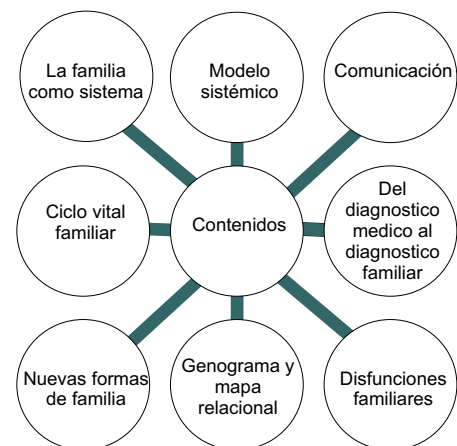 La familia
como sistema
Modelo
sistémico
Comunicación
Ciclo vital
familiar
Contenidos
Del
diagnostico
medico al
diagnostico
familiar
Nuevas formas
de familia
Genograma y
mapa
relacional
Disfunciones
familiares